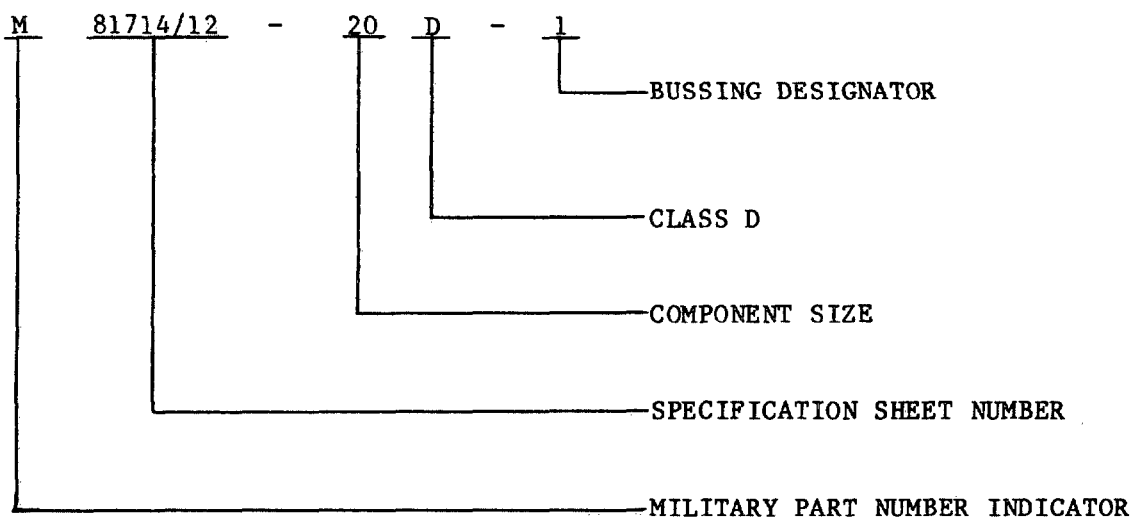 M 81714/12 - 20 D - 1
BUSSING DESIGNATOR
CLASS D
COMPONENT SIZE
SPECIFICATION SHEET NUMBER
MILITARY PART NUMBER INDICATOR